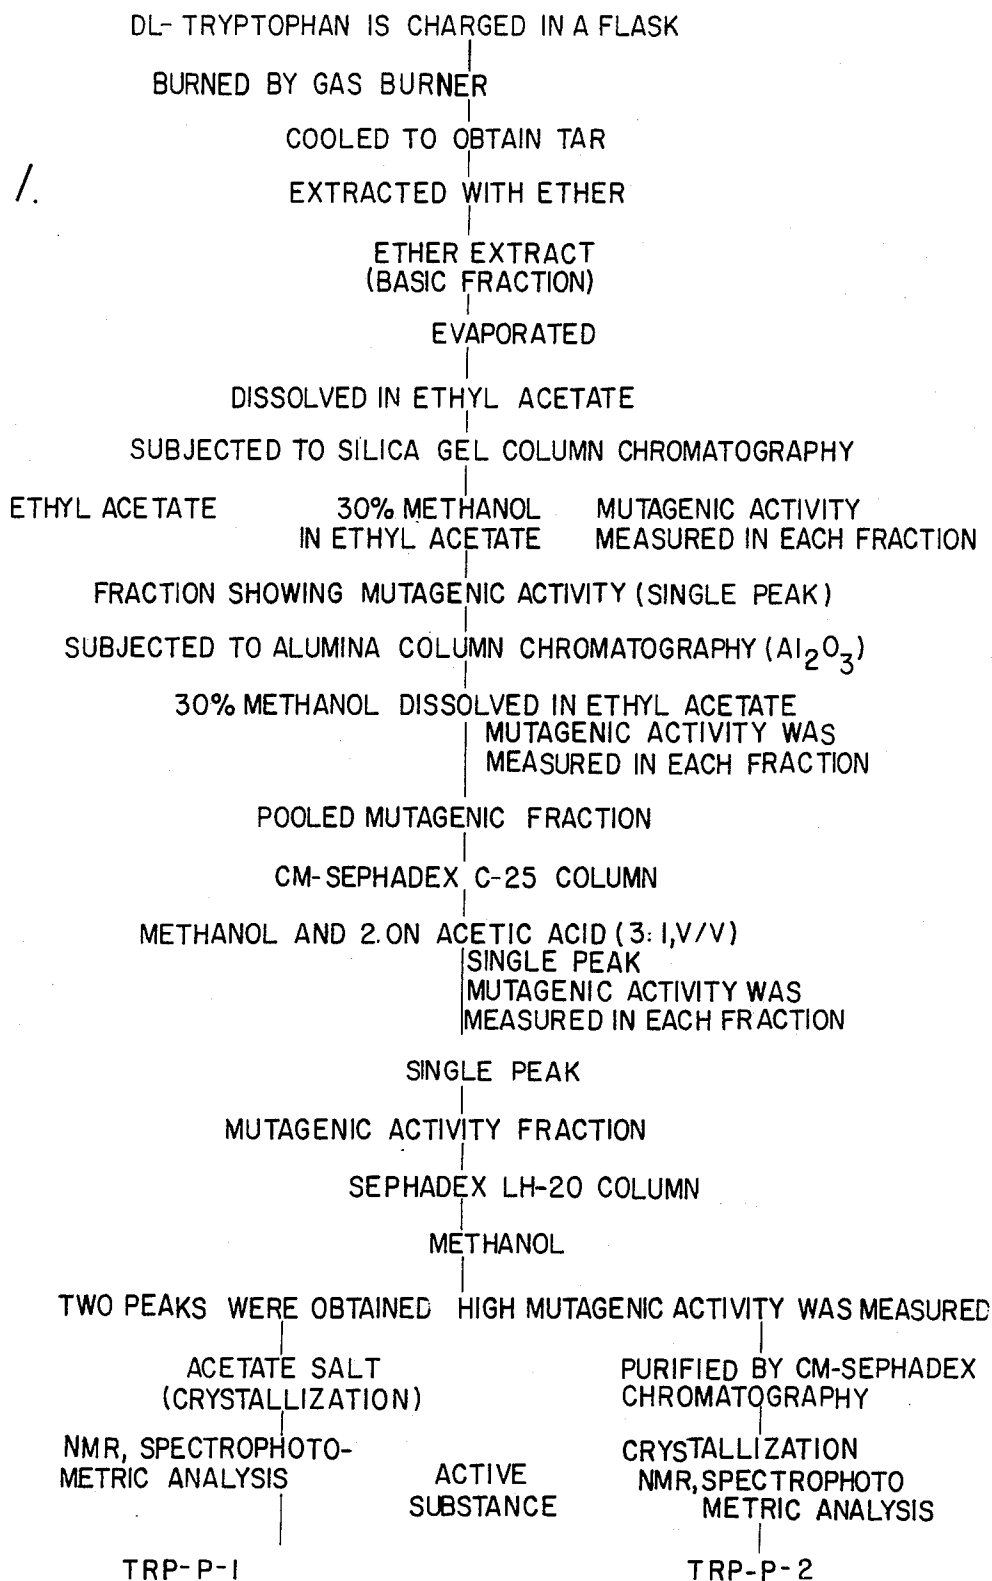 DL- TRYPTOPHAN IS CHARGED IN A FLASK
BURNED BY GAS BURNER
COOLED TO OBTAIN TAR
1.
EXTRACTED WITH ETHER
ETHER EXTRACT
(BASIC FRACTION)
EVAPORATED
DISSOLVED IN ETHYL ACETATE
SUBJECTED TO SILICA GEL COLUMN CHROMATOGRAPHY
ETHYL ACETATE 30% METHANOL MUTAGENIC ACTIVITY
IN ETHYL ACETATE MEASURED IN EACH FRACTION
FRACTION SHOWING MUTAGENIC ACTIVITY (SINGLE PEAK)
SUBJECTED TO ALUMINA COLUMN CHROMATOGRAPHY (Al2O3)
30% METHANOL DISSOLVED IN ETHYL ACETATE
MUTAGENIC ACTIVITY WAS
MEASURED IN EACH FRACTION
POOLED MUTAGENIC FRACTION
CM-SEPHADEX C-25 COLUMN
METHANOL AND 2.ON ACETIC ACID (3:1,V/V)
SINGLE PEAK
MUTAGENIC ACTIVITY WAS
MEASURED IN EACH FRACTION
SINGLE PEAK
MUTAGENIC ACTIVITY FRACTION
SEPHADEX LH-20 COLUMN
METHANOL
TWO PEAKS WERE OBTAINED HIGH MUTAGENIC ACTIVITY WAS MEASURED
ACETATE SALT
(CRYSTALLIZATION)
NMR, SPECTROPHOTO-
METRIC ANALYSIS
ACTIVE
SUBSTANCE
PURIFIED BY CM-SEPHADEX
CHROMATOGRAPHY
CRYSTALLIZATION
NMR,SPECTROPHOTO
METRIC ANALYSIS
TRP-P-1
TRP-P-2